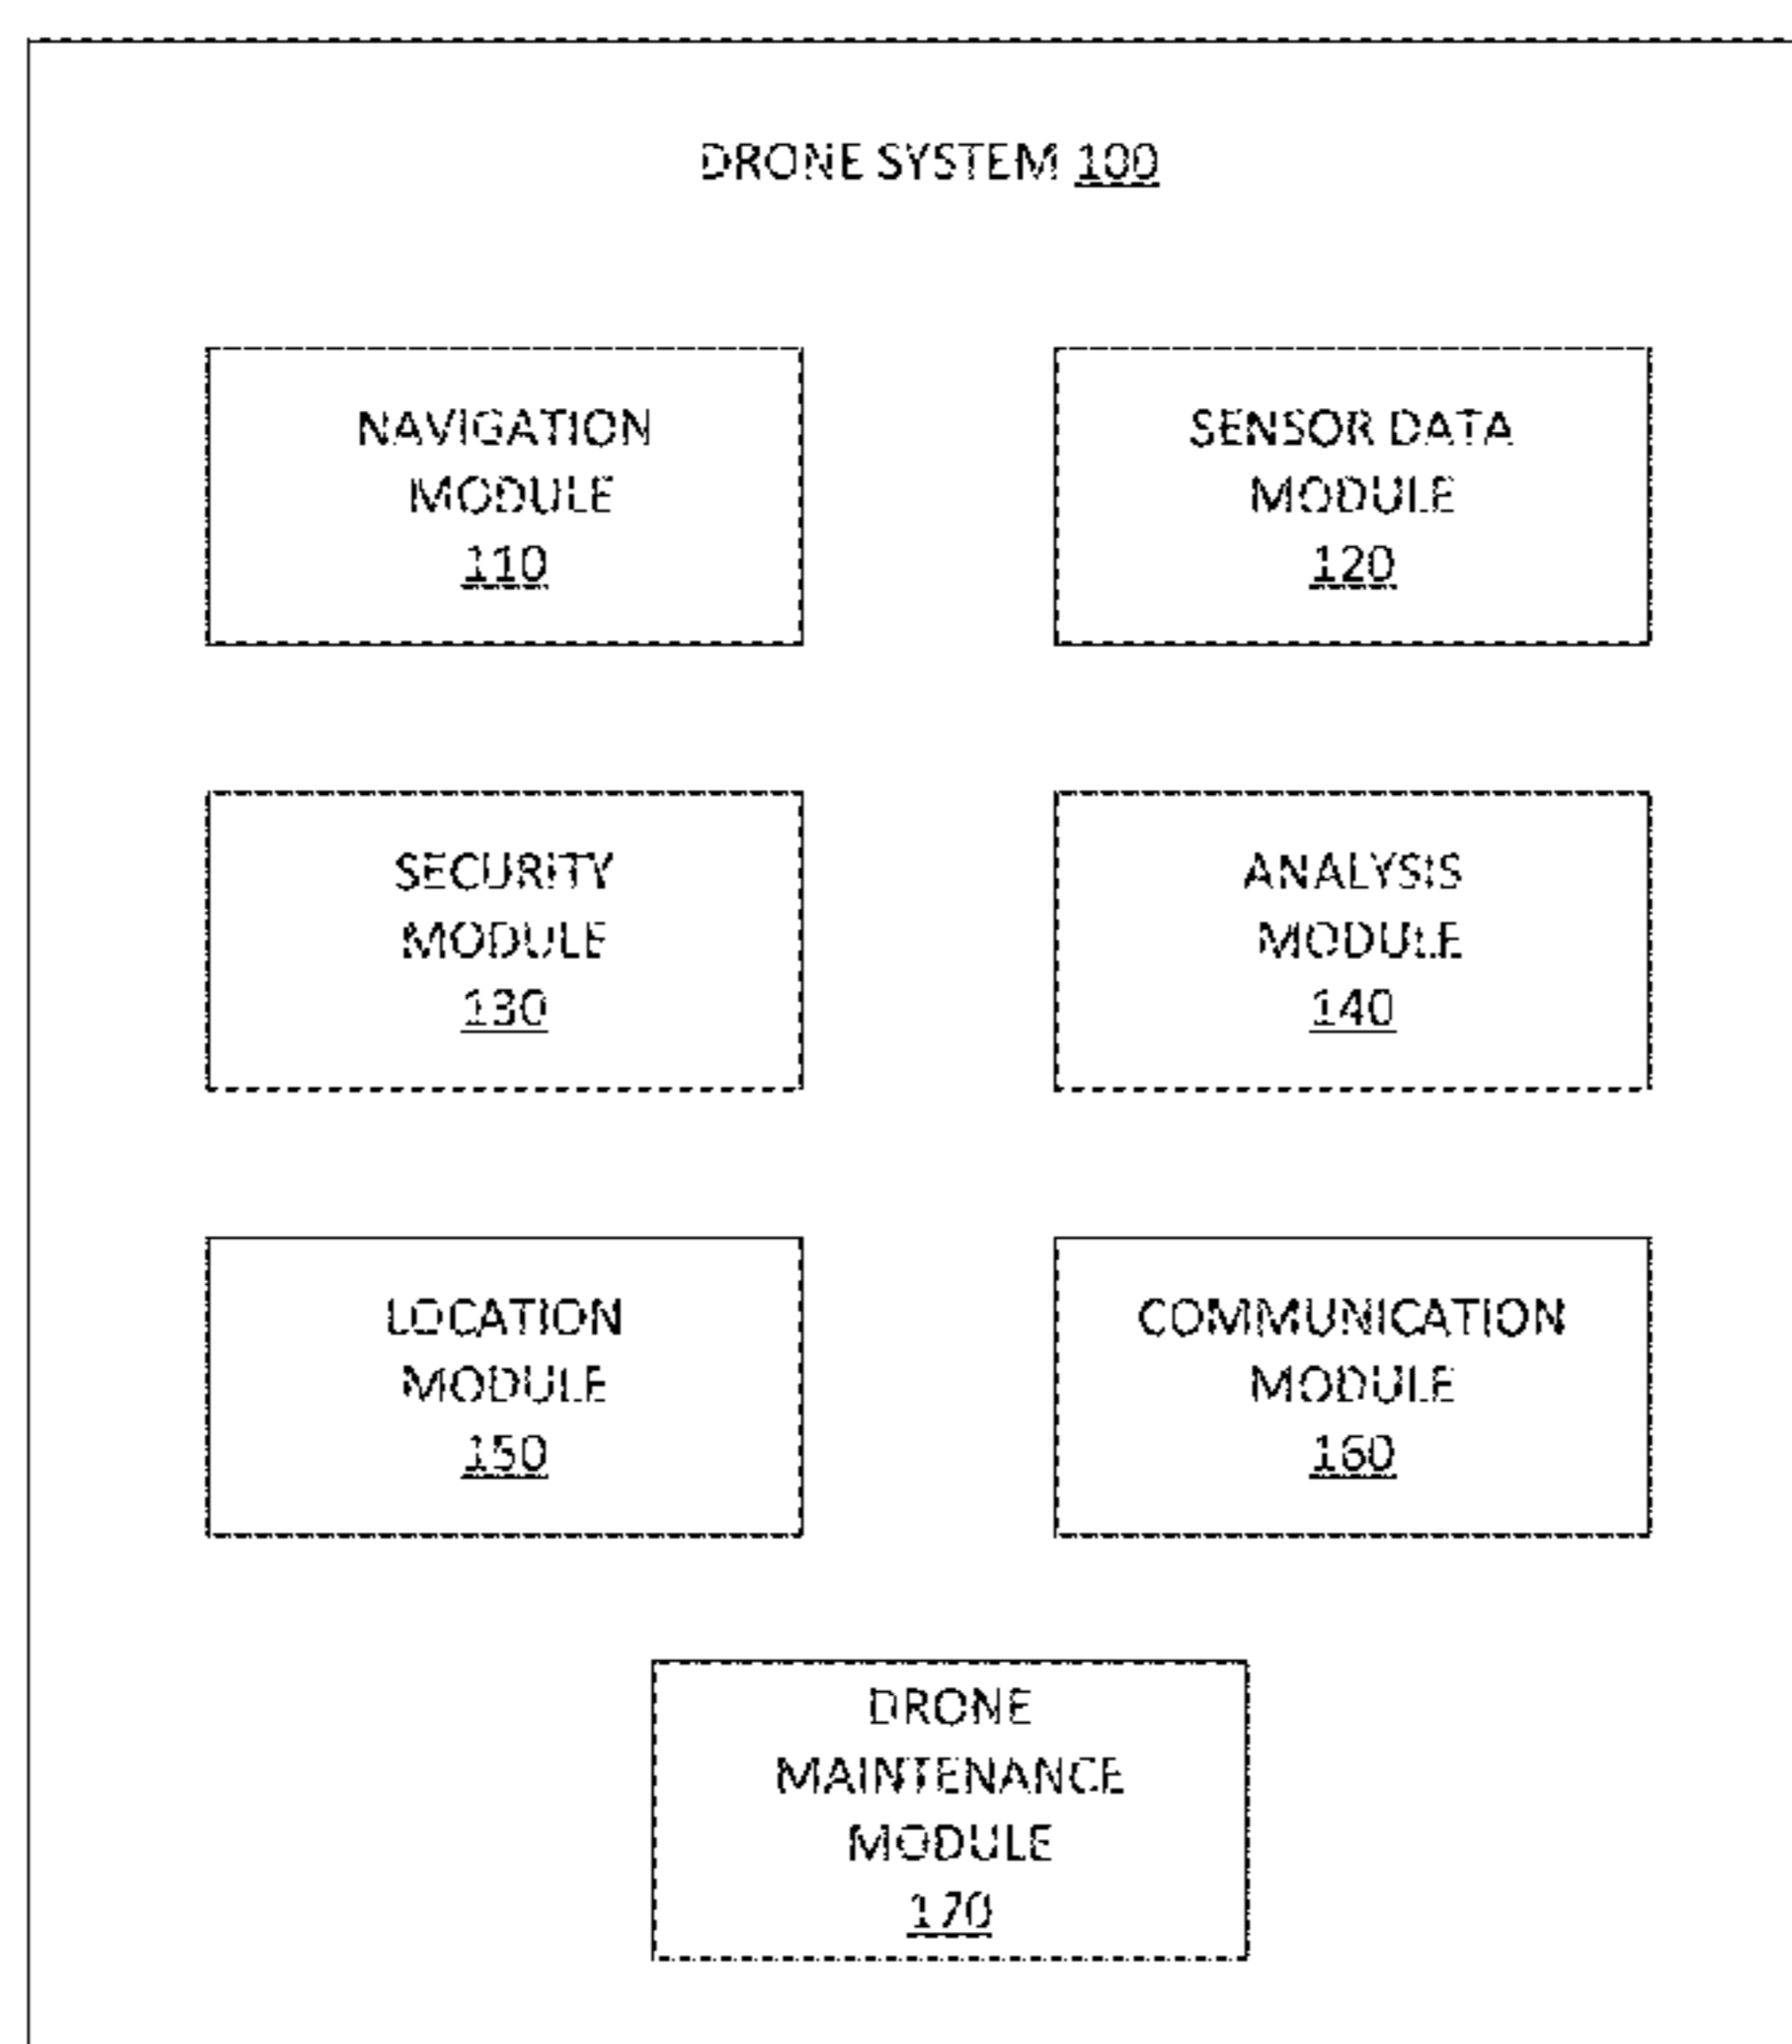 DRONE SYSTEM 100
NAVIGATION
MODULE
110
SENSOR DATA
MODULE
120
SECURITY
MODULE
130
ANALYSIS
MODULE
140
LOCATION
MODULE
150
COMMUNICATION
MODULE
160
DRONE
MAINTENANCE
MODULE
170